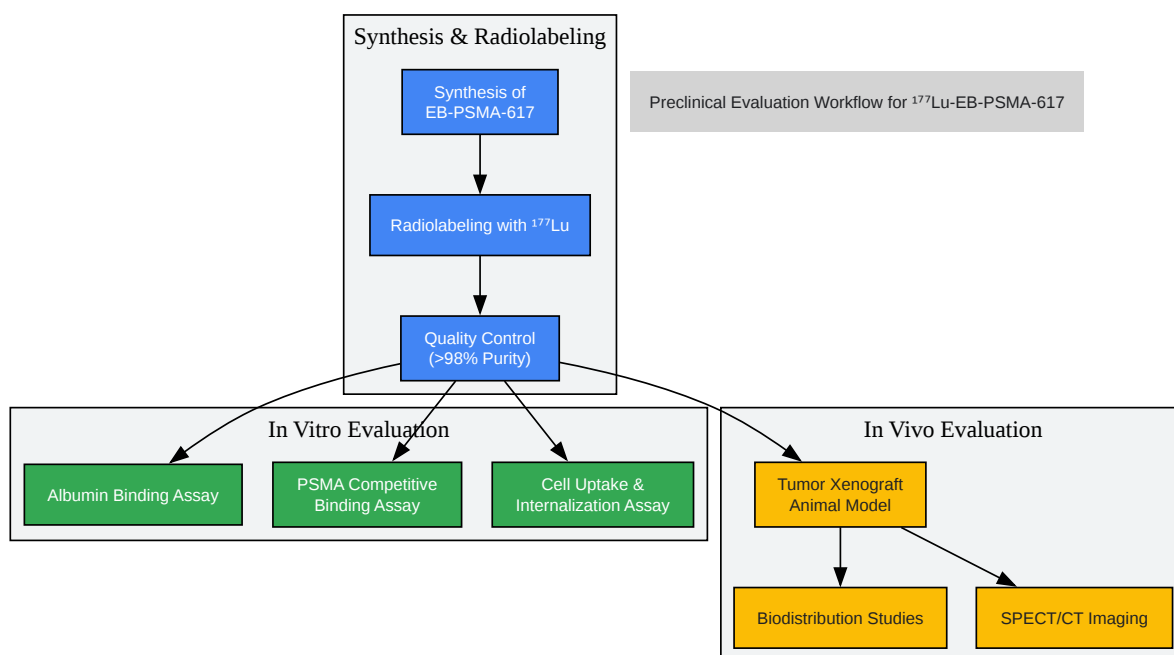 Synthesis & Radiolabeling
Synthesis of
EB-PSMA-617
Preclinical Evaluation Workflow for ¹⁷⁷Lu-EB-PSMA-617
Radiolabeling with ¹⁷⁷Lu
Quality Control
(>98% Purity)
In Vitro Evaluation
Albumin Binding Assay
PSMA Competitive
Binding Assay
Cell Uptake &
Internalization Assay
In Vivo Evaluation
Tumor Xenograft
Animal Model
Biodistribution Studies
SPECT/CT Imaging